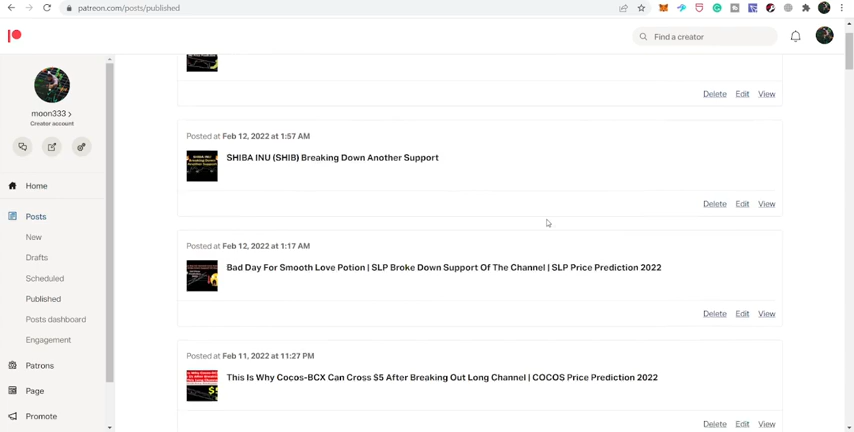 patreon.com/posts/published
Find a creator
moon333
Creator account
Home
Posts
New
Drafts
Scheduled
Published
Posts dashboard
Engagement
Patrons
Page
Promote
Delete Edit View
Posted at Feb 12, 2022 at 1:57 AM
SHIBA INU (SHIB) Breaking Down Another Support
Delete Edit View
Posted at Feb 12, 2022 at 1:17 AM
Bad Day For Smooth Love Potion | SLP Broke Down Support Of The Channel | SLP Price Prediction 2022
Delete Edit View
Posted at Feb 11, 2022 at 11:27 PM
This Is Why Cocos-BCX Can Cross $5 After Breaking Out Long Channel | COCOS Price Prediction 2022
Delete Edit View